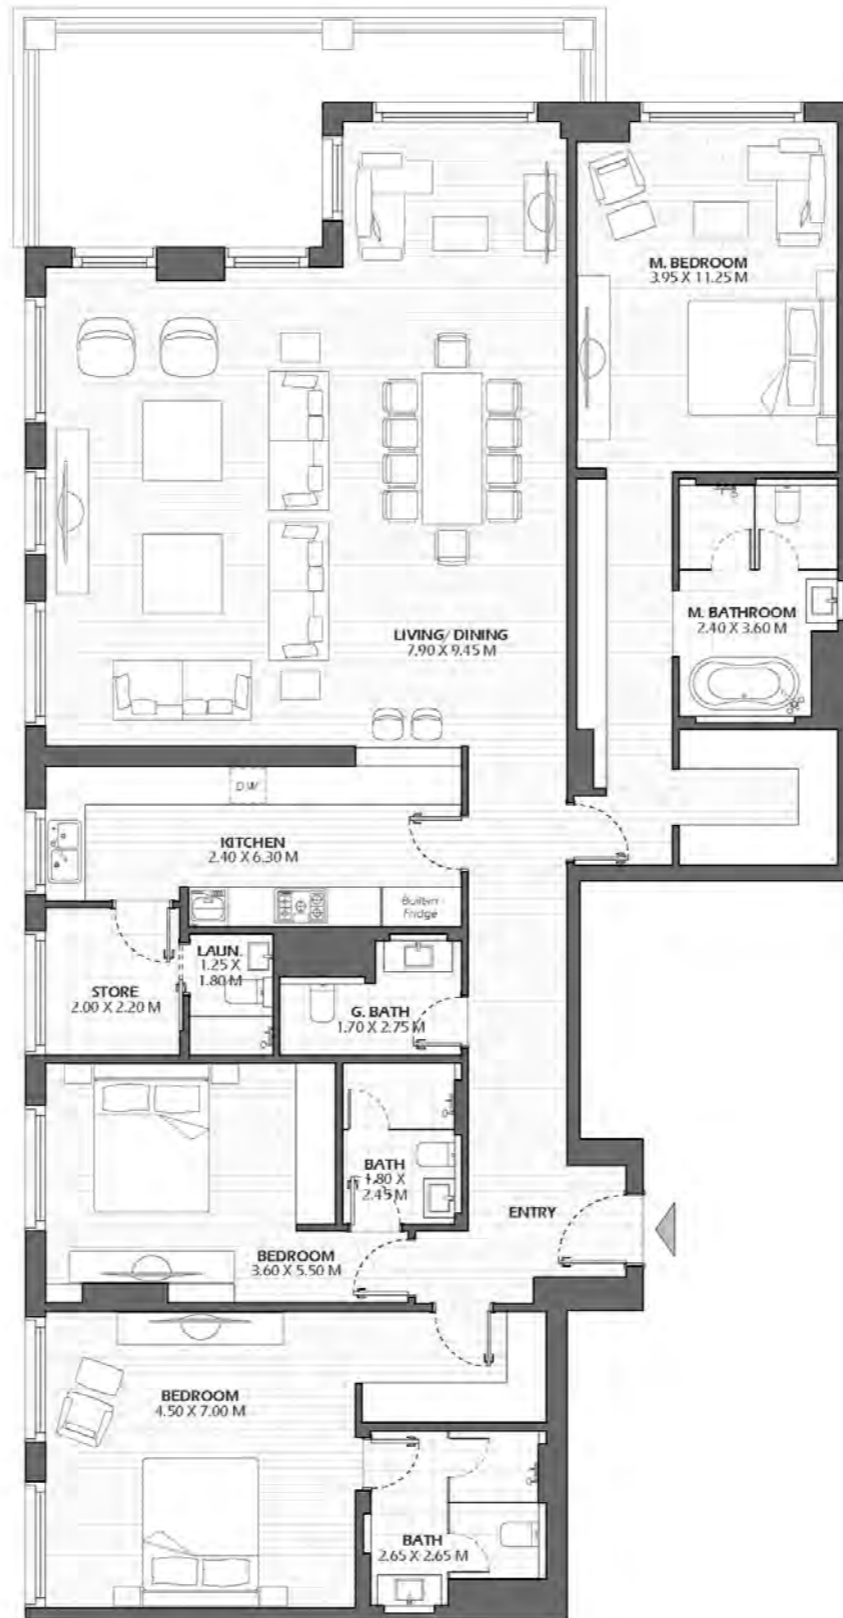 M. BEDROOM
3.95 X 11.25 M
M. BATHROOM
2.40 X 3.60 M
LIVING/ DINING
7.90 X 9.45 M
D.W
KITCHEN
2.40 X 6.30 M
Built-in
Fridge
LAUN.
1.25 X
1.80 M
STORE
2.00 X 2.20 M
G. BATH
1.70 X 2.75 M
BATH
1.80 X
2.45 M
ENTRY
BEDROOM
3.60 X 5.50 M
BEDROOM
4.50 X 7.00 M
BATH
2.65 X 2.65 M